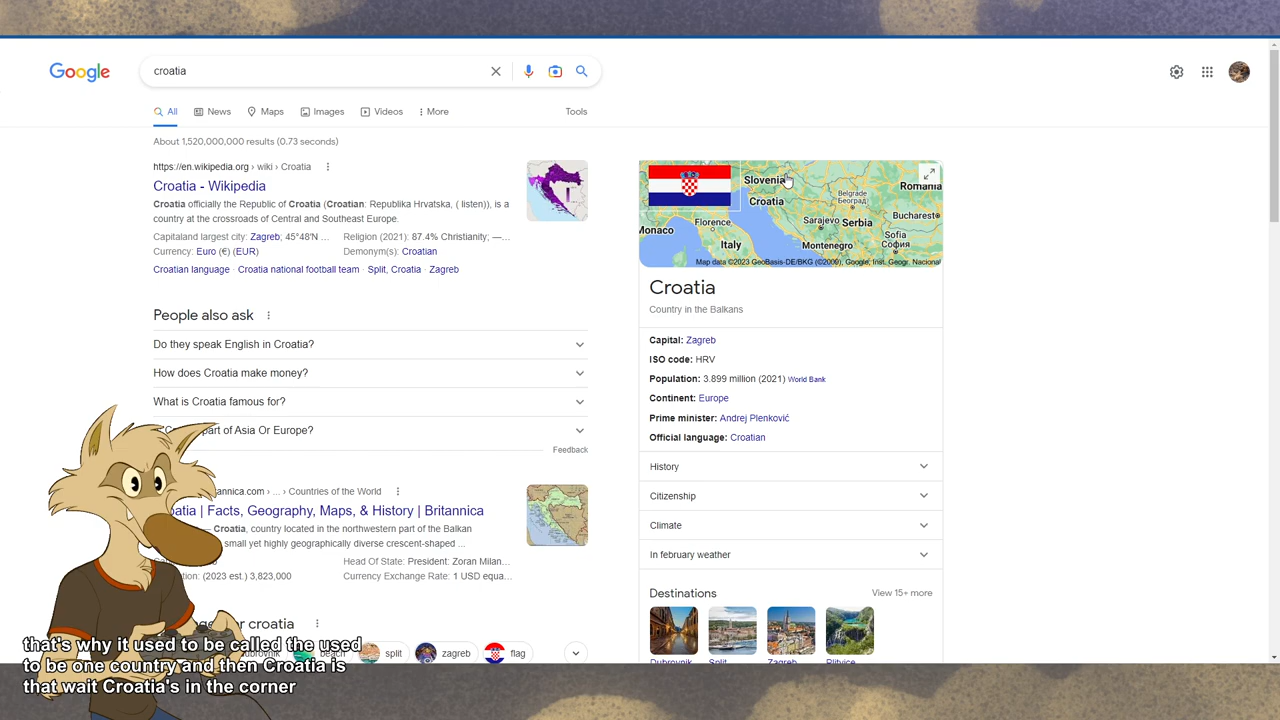 Google
croatia
All
News
Maps
Images
Videos
More
Tools
About 1,520,000,000 results (0.73 seconds)
https://en.wikipedia.org › wiki › Croatia
Croatia - Wikipedia
Croatia officially the Republic of Croatia (Croatian: Republika Hrvatska, ( listen)), is a
country at the crossroads of Central and Southeast Europe.
Capitaland largest city: Zagreb; 45°48′N ...
Religion (2021): 87.4% Christianity; —...
Currency: Euro (€) (EUR)
Demonym(s): Croatian
Croatian language · Croatia national football team · Split, Croatia · Zagreb
People also ask
Do they speak English in Croatia?
How does Croatia make money?
What is Croatia famous for?
part of Asia Or Europe?
Feedback
annica.com › ... › Countries of the World
oatia | Facts, Geography, Maps, & History | Britannica
— Croatia, country located in the northwestern part of the Balkan
small yet highly geographically diverse crescent-shaped ...
Head Of State: President: Zoran Milan...
(2023 est.) 3,823,000
Currency Exchange Rate: 1 USD equa...
or croatia
beach
split
zagreb
flag
Slovenia
Croatia
Belgrade
Београд
Romania
Monaco
Florence
Italy
Sarajevo
Serbia
Bucharest
Montenegro
Sofia
София
Map data ©2023 GeoBasis-DE/BKG (©2009), Google, Inst. Geogr. Nacional
Croatia
Country in the Balkans
Capital: Zagreb
ISO code: HRV
Population: 3.899 million (2021) World Bank
Continent: Europe
Prime minister: Andrej Plenković
Official language: Croatian
History
Citizenship
Climate
In february weather
Destinations
View 15+ more
Dubrovnik
Split
Zagreb
Plitvice
that's why it used to be called the used
to be one country and then Croatia is
that wait Croatia's in the corner